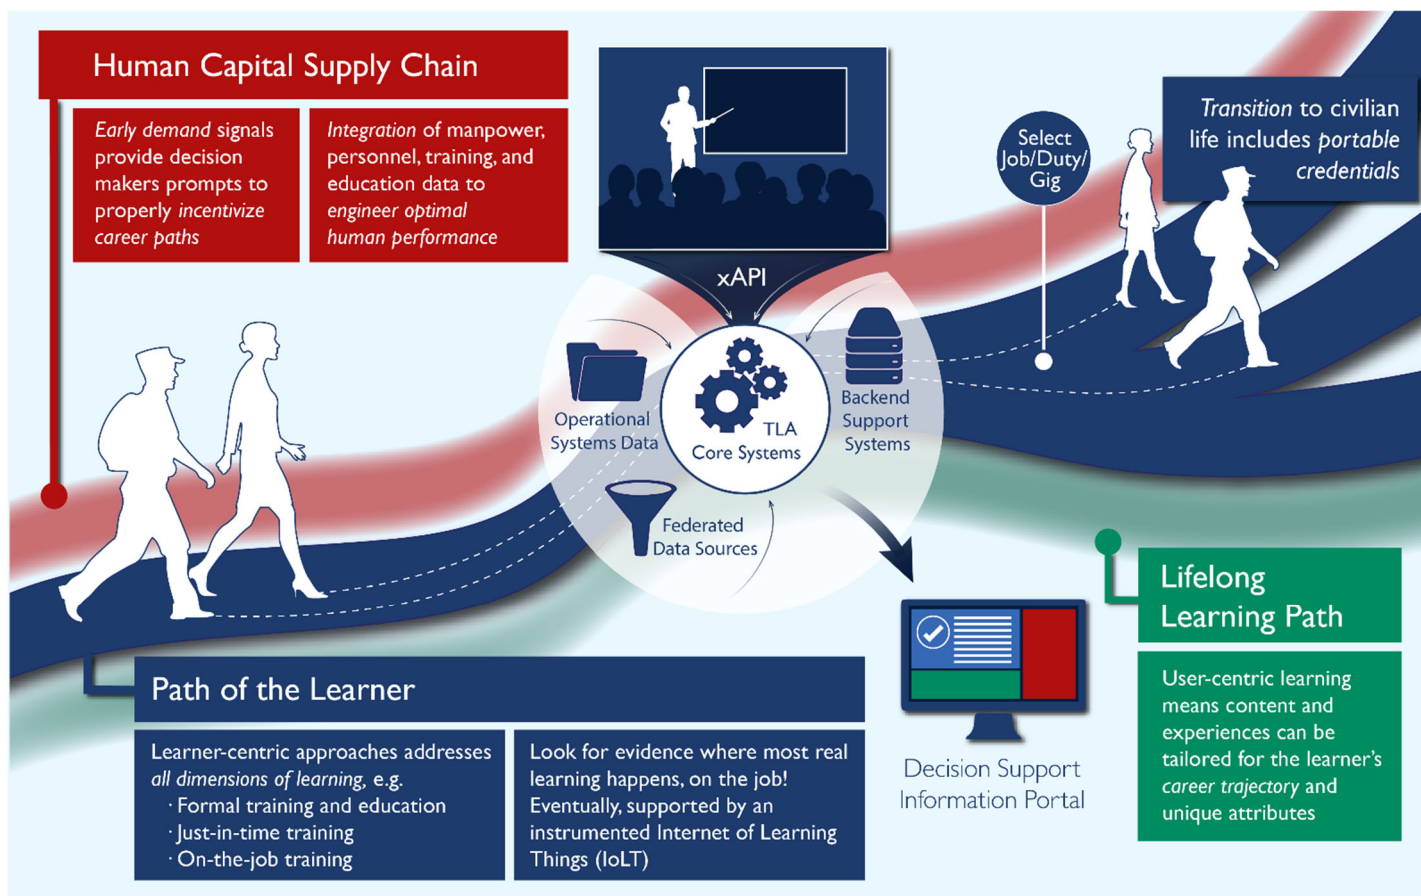 Human Capital Supply Chain
Early demand signals
provide decision
makers prompts to
properly incentivize
career paths
Integration of manpower,
personnel, training, and
education data to
engineer optimal
human performance
xAPI
Select
Job/Duty/
Gig
Transition to civilian
life includes portable
credentials
Operational
Systems Data
TLA
Core Systems
Backend
Support
Systems
Federated
Data Sources
Path of the Learner
Learner-centric approaches addresses
all dimensions of learning, e.g.
· Formal training and education
· Just-in-time training
· On-the-job training
Look for evidence where most real
learning happens, on the job!
Eventually, supported by an
instrumented Internet of Learning
Things (IoLT)
Decision Support
Information Portal
Lifelong
Learning Path
User-centric learning
means content and
experiences can be
tailored for the learner's
career trajectory and
unique attributes